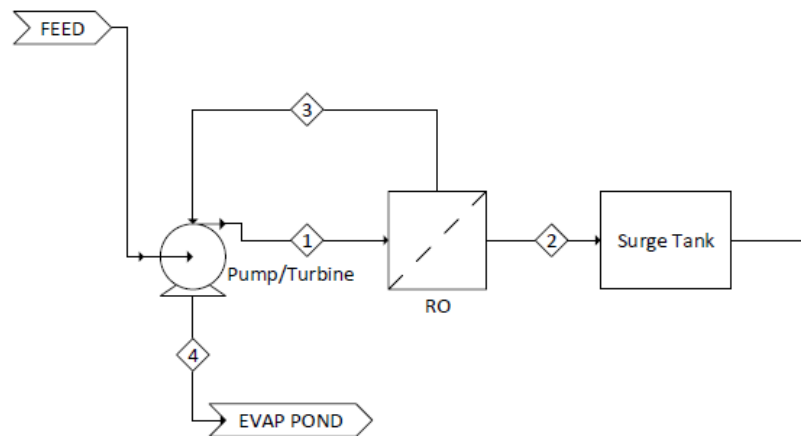 FEED
3
1
2
Surge Tank
Pump/Turbine
RO
4
EVAP POND